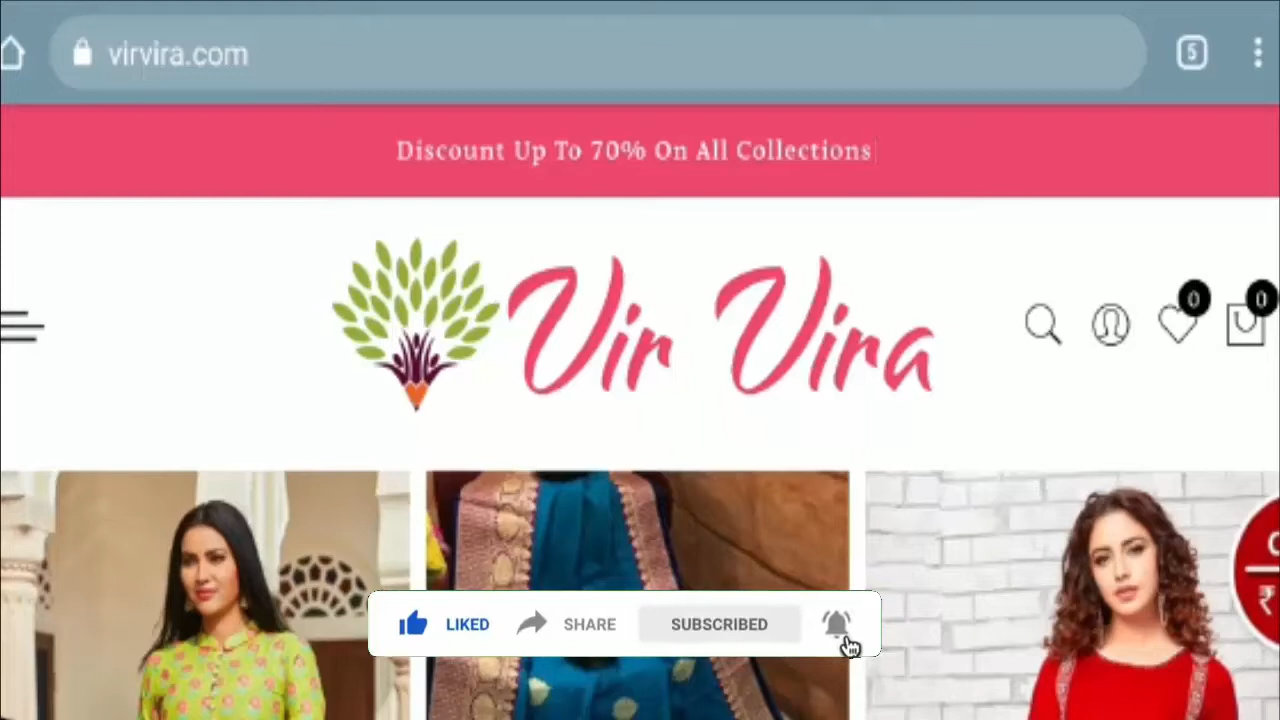 virvira.com
5
Discount Up To 70% On All Collections
Vir Vira
0
0
₹
LIKED
SHARE
SUBSCRIBED